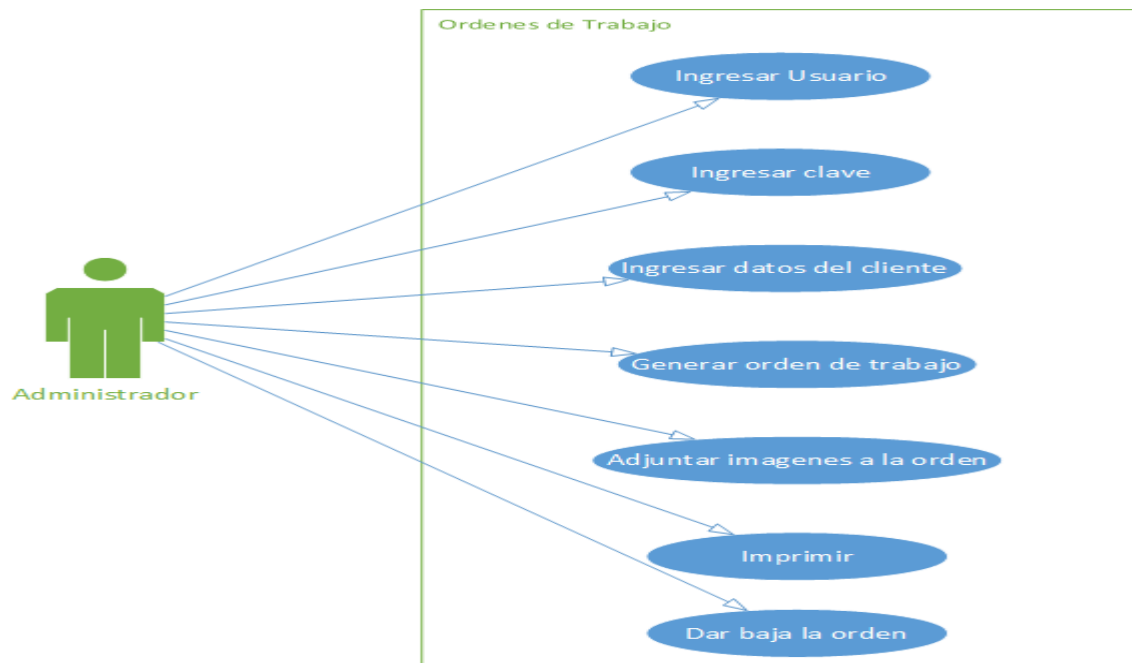 Ordenes de Trabajo
Ingresar Usuario
Ingresar clave
Ingresar datos del cliente
Generar orden de trabajo
Administrador
Adjuntar imagenes a la orden
Imprimir
Dar baja la orden